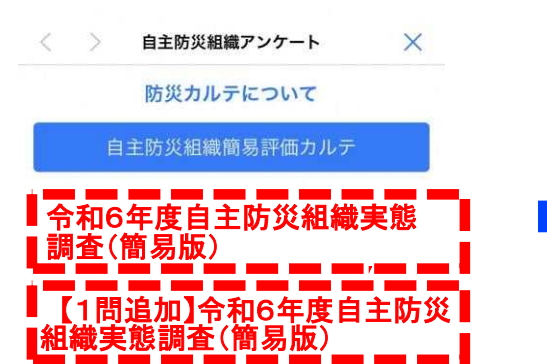 自主防災組織アンケート
防災カルテについて
自主防災組織簡易評価カルテ
令和６年度自主防災組織実態
調査（簡易版）
【１問追加】令和６年度自主防災
組織実態調査（簡易版）